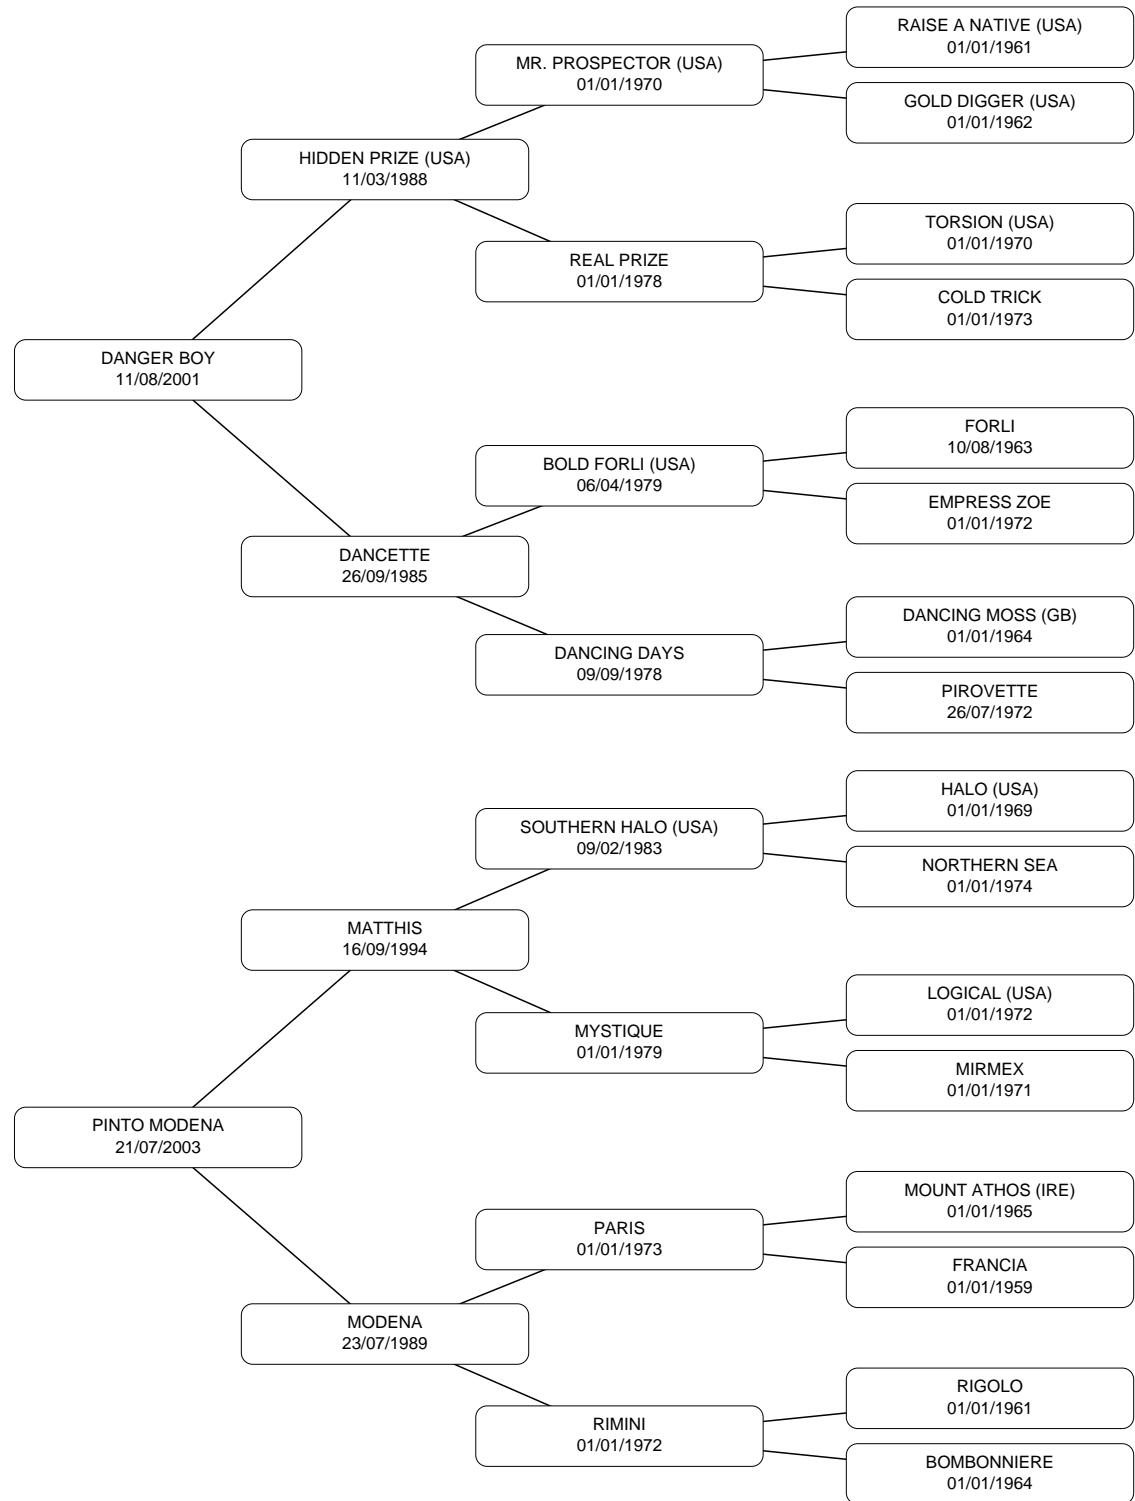 RAISE A NATIVE (USA)
01/01/1961
MR. PROSPECTOR (USA)
01/01/1970
GOLD DIGGER (USA)
01/01/1962
HIDDEN PRIZE (USA)
11/03/1988
TORSION (USA)
01/01/1970
REAL PRIZE
01/01/1978
COLD TRICK
01/01/1973
DANGER BOY
11/08/2001
FORLI
10/08/1963
BOLD FORLI (USA)
06/04/1979
EMPRESS ZOE
01/01/1972
DANCETTE
26/09/1985
DANCING MOSS (GB)
01/01/1964
DANCING DAYS
09/09/1978
PIROVETTE
26/07/1972
HALO (USA)
01/01/1969
SOUTHERN HALO (USA)
09/02/1983
NORTHERN SEA
01/01/1974
MATTHIS
16/09/1994
LOGICAL (USA)
01/01/1972
MYSTIQUE
01/01/1979
MIRMEX
01/01/1971
PINTO MODENA
21/07/2003
MOUNT ATHOS (IRE)
01/01/1965
PARIS
01/01/1973
FRANCIA
01/01/1959
MODENA
23/07/1989
RIGOLO
01/01/1961
RIMINI
01/01/1972
BOMBONNIERE
01/01/1964